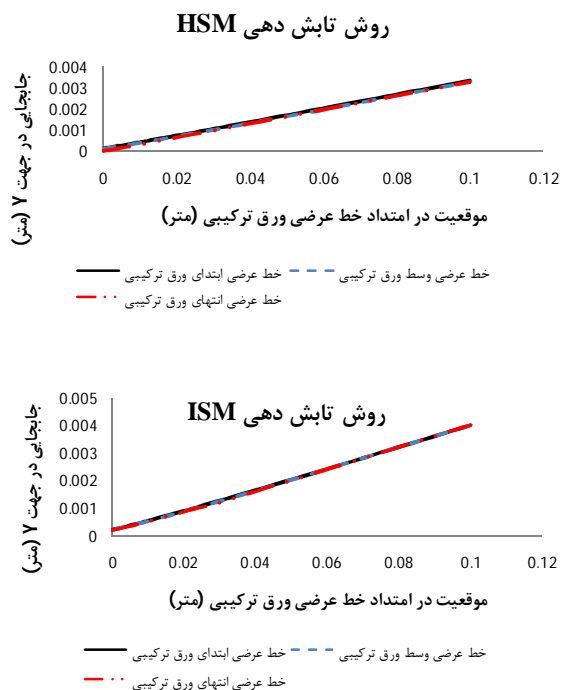 روش تابش دهی HSM
0.004
0.003
0.002
0.001
0
0 0.02 0.04 0.06 0.08 0.1 0.12
جابجایی در جهت Y (متر)
موقعیت در امتداد خط عرضی ورق ترکیبی (متر)
خط عرضی ابتدای ورق ترکیبی خط عرضی وسط ورق ترکیبی
خط عرضی انتهای ورق ترکیبی
روش تابش دهی ISM
0.005
0.004
0.003
0.002
0.001
0
0 0.02 0.04 0.06 0.08 0.1 0.12
جابجایی در جهت Y (متر)
موقعیت در امتداد خط عرضی ورق ترکیبی (متر)
خط عرضی ابتدای ورق ترکیبی خط عرضی وسط ورق ترکیبی
خط عرضی انتهای ورق ترکیبی